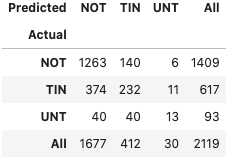 Predicted NOT TIN UNT All
Actual
NOT 1263 140 6 1409
TIN 374 232 11 617
UNT 40 40 13 93
All 1677 412 30 2119